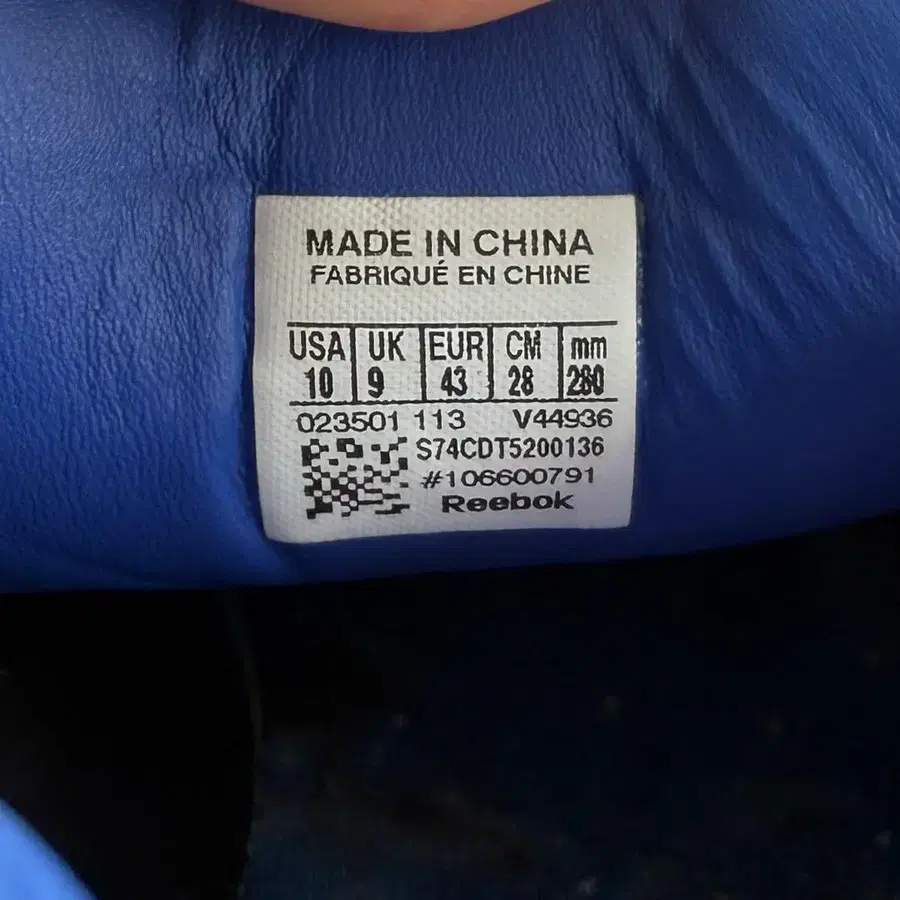 MADE IN CHINA
FABRIQUÉ EN CHINE
USA UK EUR CM mm
10 9 43 28 280
023501 113 V44936
S74CDT5200136
#106600791
Reebok